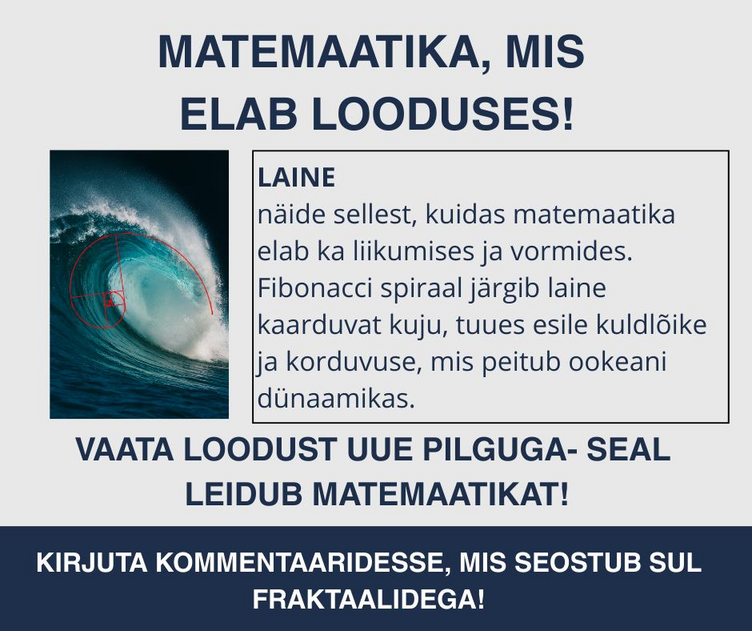 MATEMAATIKA, MIS
ELAB LOODUSES!
LAINE
näide sellest, kuidas matemaatika
elab ka liikumises ja vormides.
Fibonacci spiraal järgib laine
kaarduvat kuju, tuues esile kuldlõike
ja korduvuse, mis peitub ookeani
dünaamikas.
VAATA LOODUST UUE PILGUGA- SEAL
LEIDUB MATEMAATIKAT!
KIRJUTA KOMMENTAARIDESSE, MIS SEOSTUB SUL
FRAKTAALIDEGA!